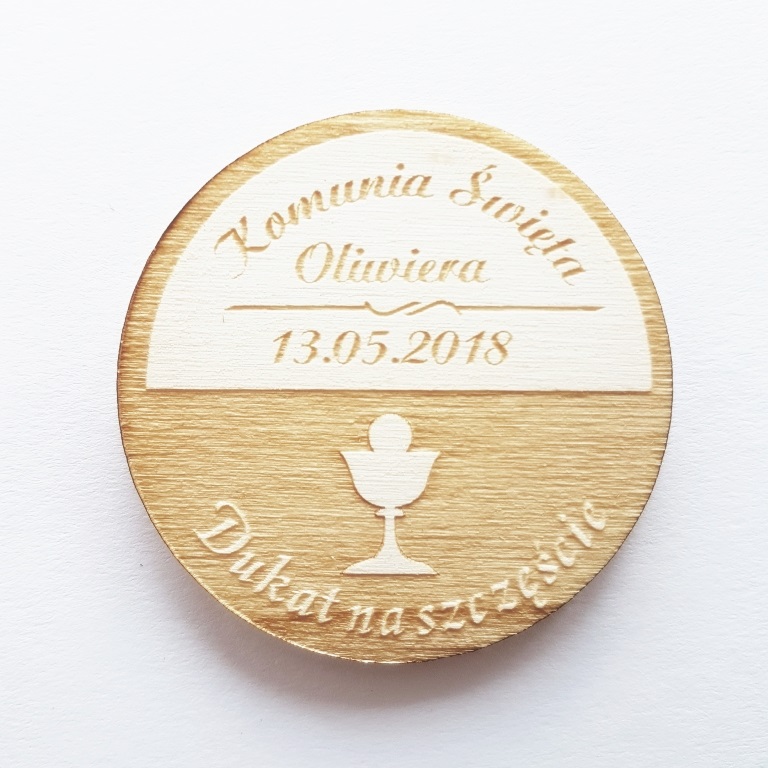 Komunia Święta
Oliwiera
13.05.2018
Dukat na szczęście